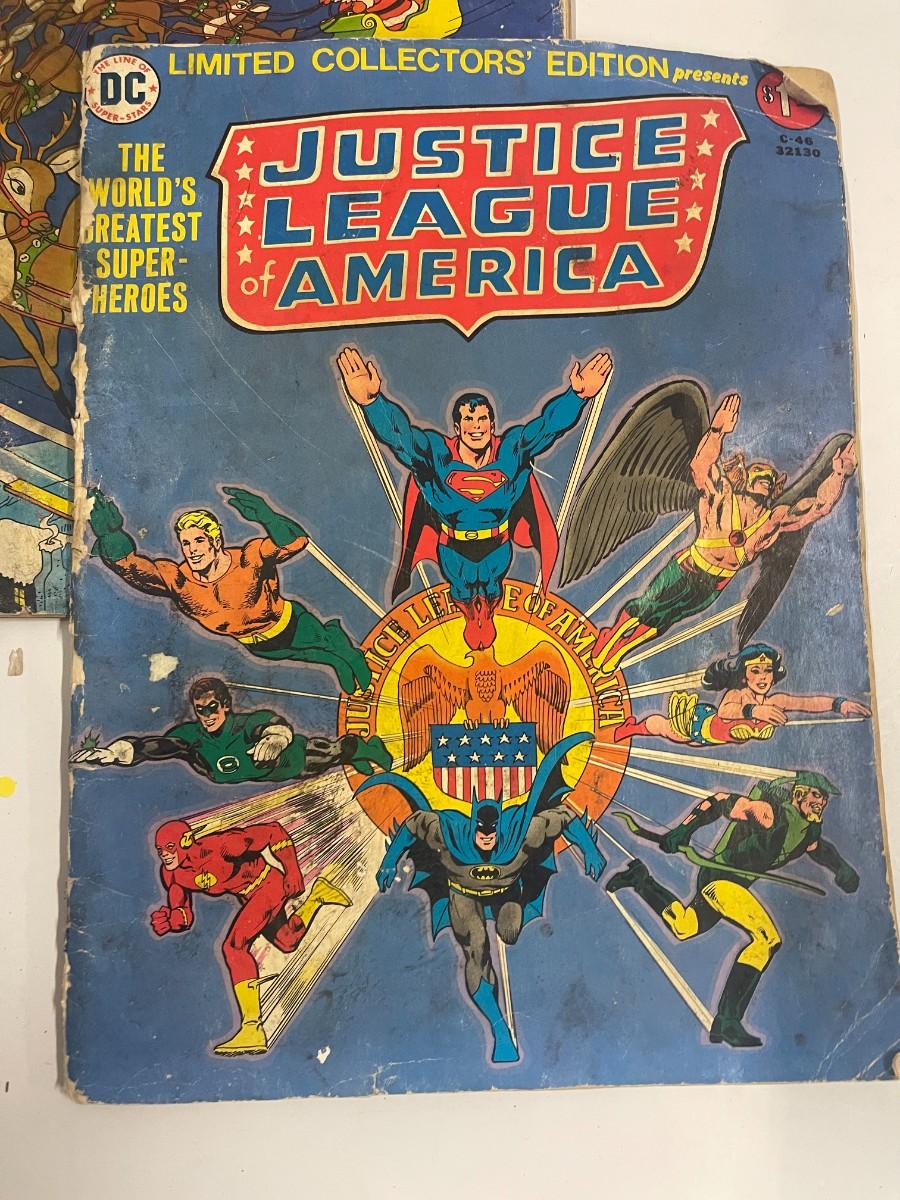 THE LINE OF
DC
SUPER-STARS
LIMITED COLLECTORS' EDITION presents
$1
C-46
32130
THE
WORLD'S
GREATEST
SUPER-
HEROES
JUSTICE
LEAGUE
of AMERICA
JUSTICE LEAGUE OF AMERICA